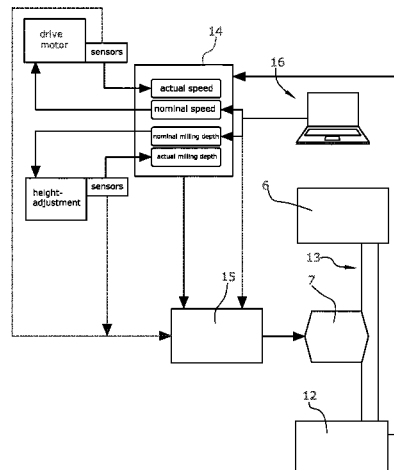 drive
motor
sensors
14
actual speed
nominal speed
nominal milling depth
actual milling depth
16
sensors
height-
adjustment
6
13
7
15
12